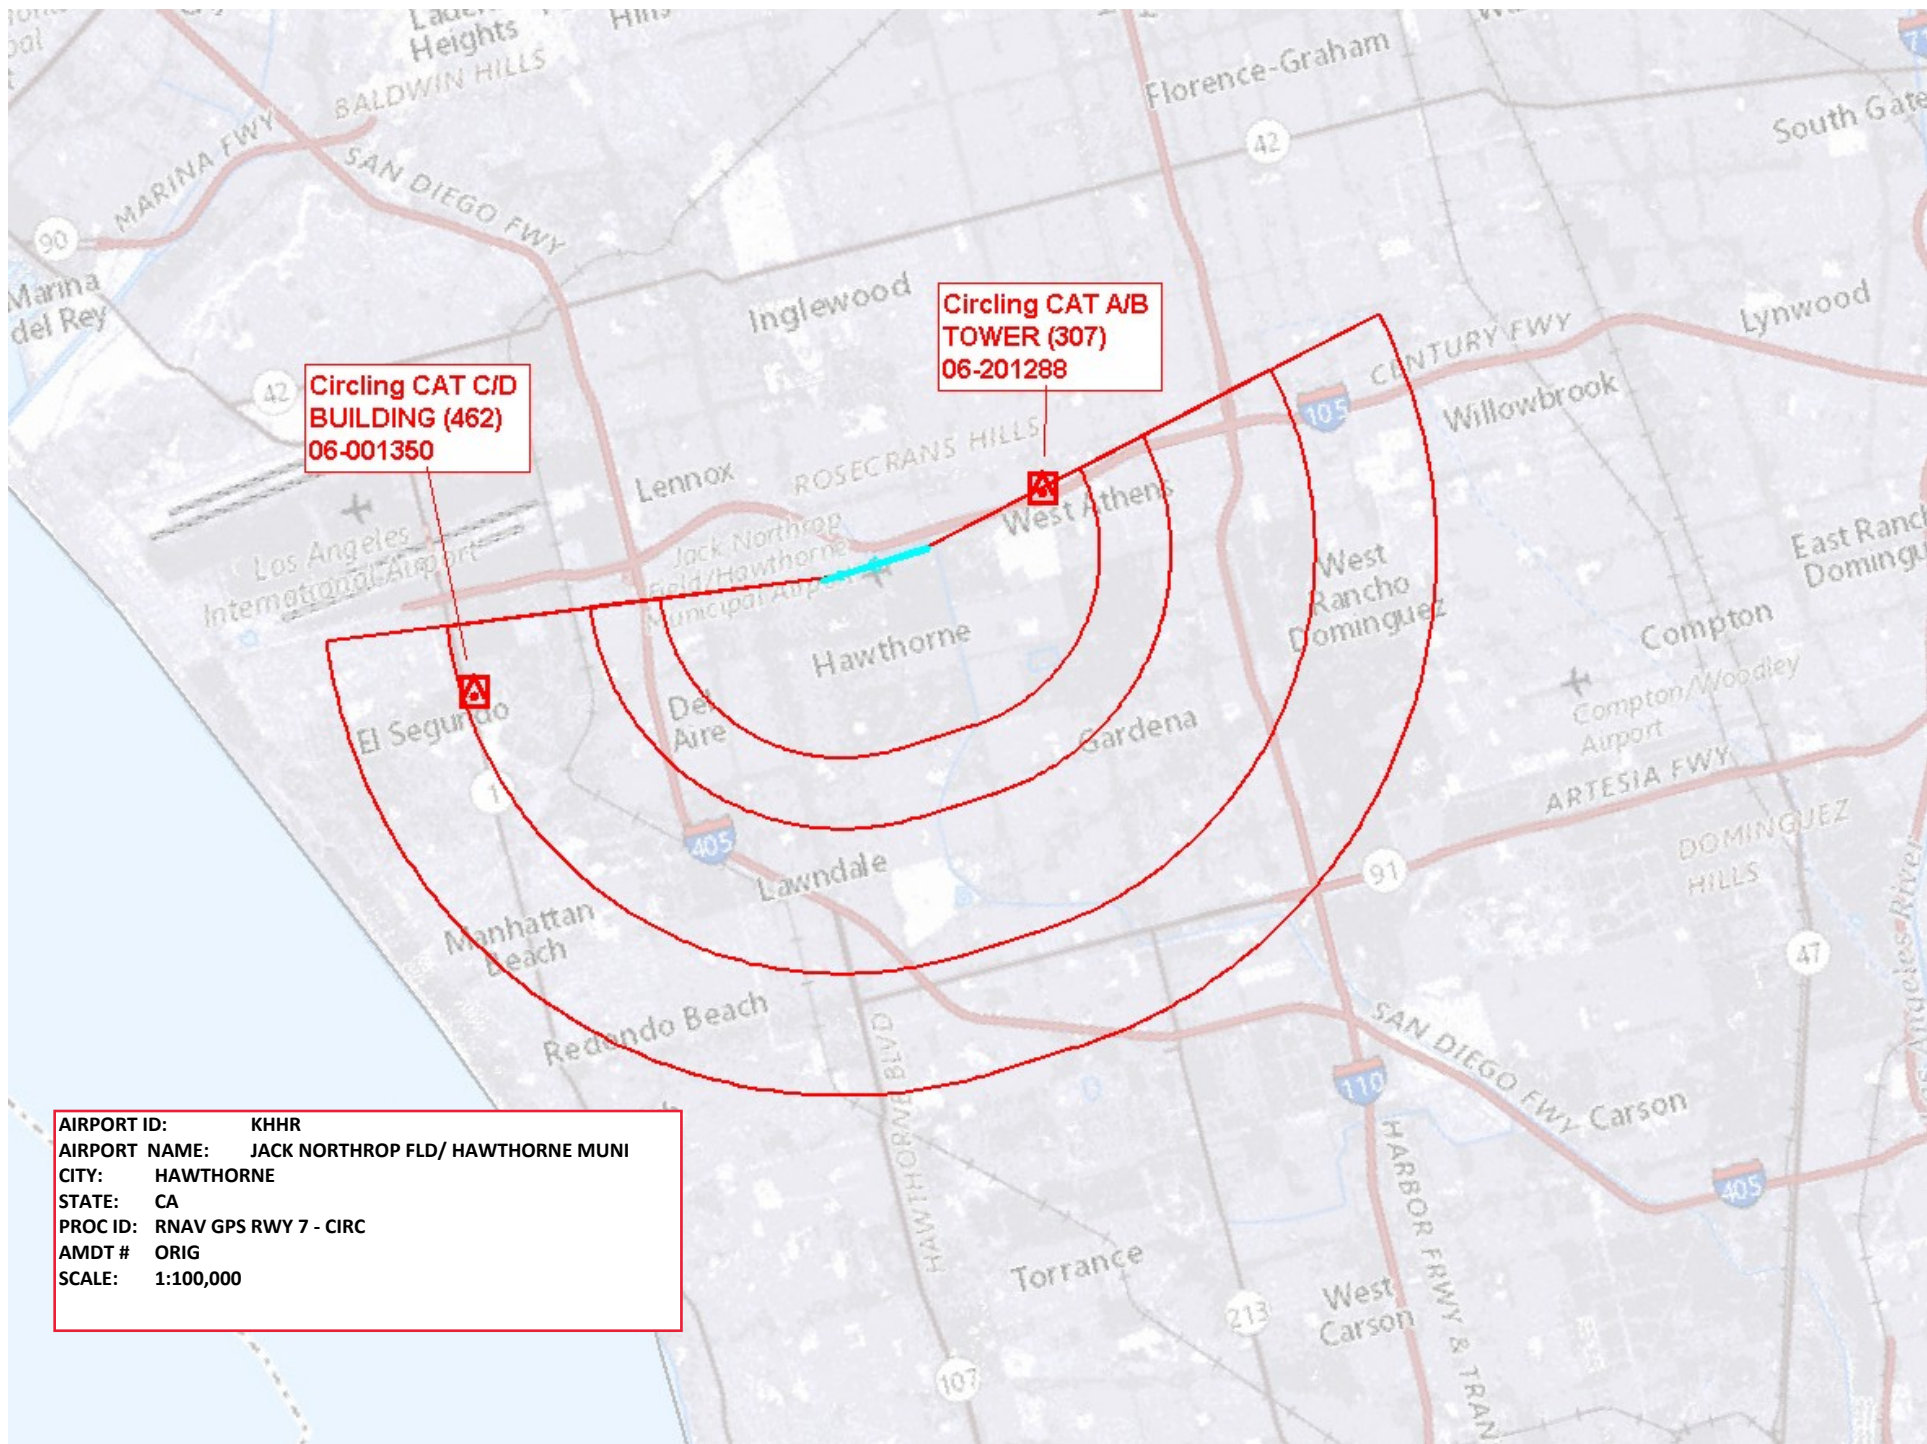 Heights
BALDWIN HILLS
Florence-Graham
South Gate
42
MARINA FWY
SAN DIEGO FWY
90
Marina
del Rey
Inglewood
Circling CAT A/B
TOWER (307)
06-201288
Lynwood
CENTURY FWY
42
Circling CAT C/D
BUILDING (462)
06-001350
105
Willowbrook
ROSECRANS HILLS
Lennox
West Athens
Los Angeles
International Airport
Jack Northrop
Field/Hawthorne
Municipal Airport
West
Rancho
Dominguez
East Ranc
Domingu
Hawthorne
Compton
Compton/Woodley
Airport
El Segundo
Del
Aire
Gardena
1
405
ARTESIA FWY
DOMINGUEZ
HILLS
Lawndale
91
Manhattan
Beach
47
Redondo Beach
HAWTHORNE BLVD
SAN DIEGO FWY
110
Carson
HARBOR FRWY & TRAN
405
Torrance
West
Carson
213
107
AIRPORT ID: KHHR
AIRPORT NAME: JACK NORTHROP FLD/ HAWTHORNE MUNI
CITY: HAWTHORNE
STATE: CA
PROC ID: RNAV GPS RWY 7 - CIRC
AMDT # ORIG
SCALE: 1:100,000